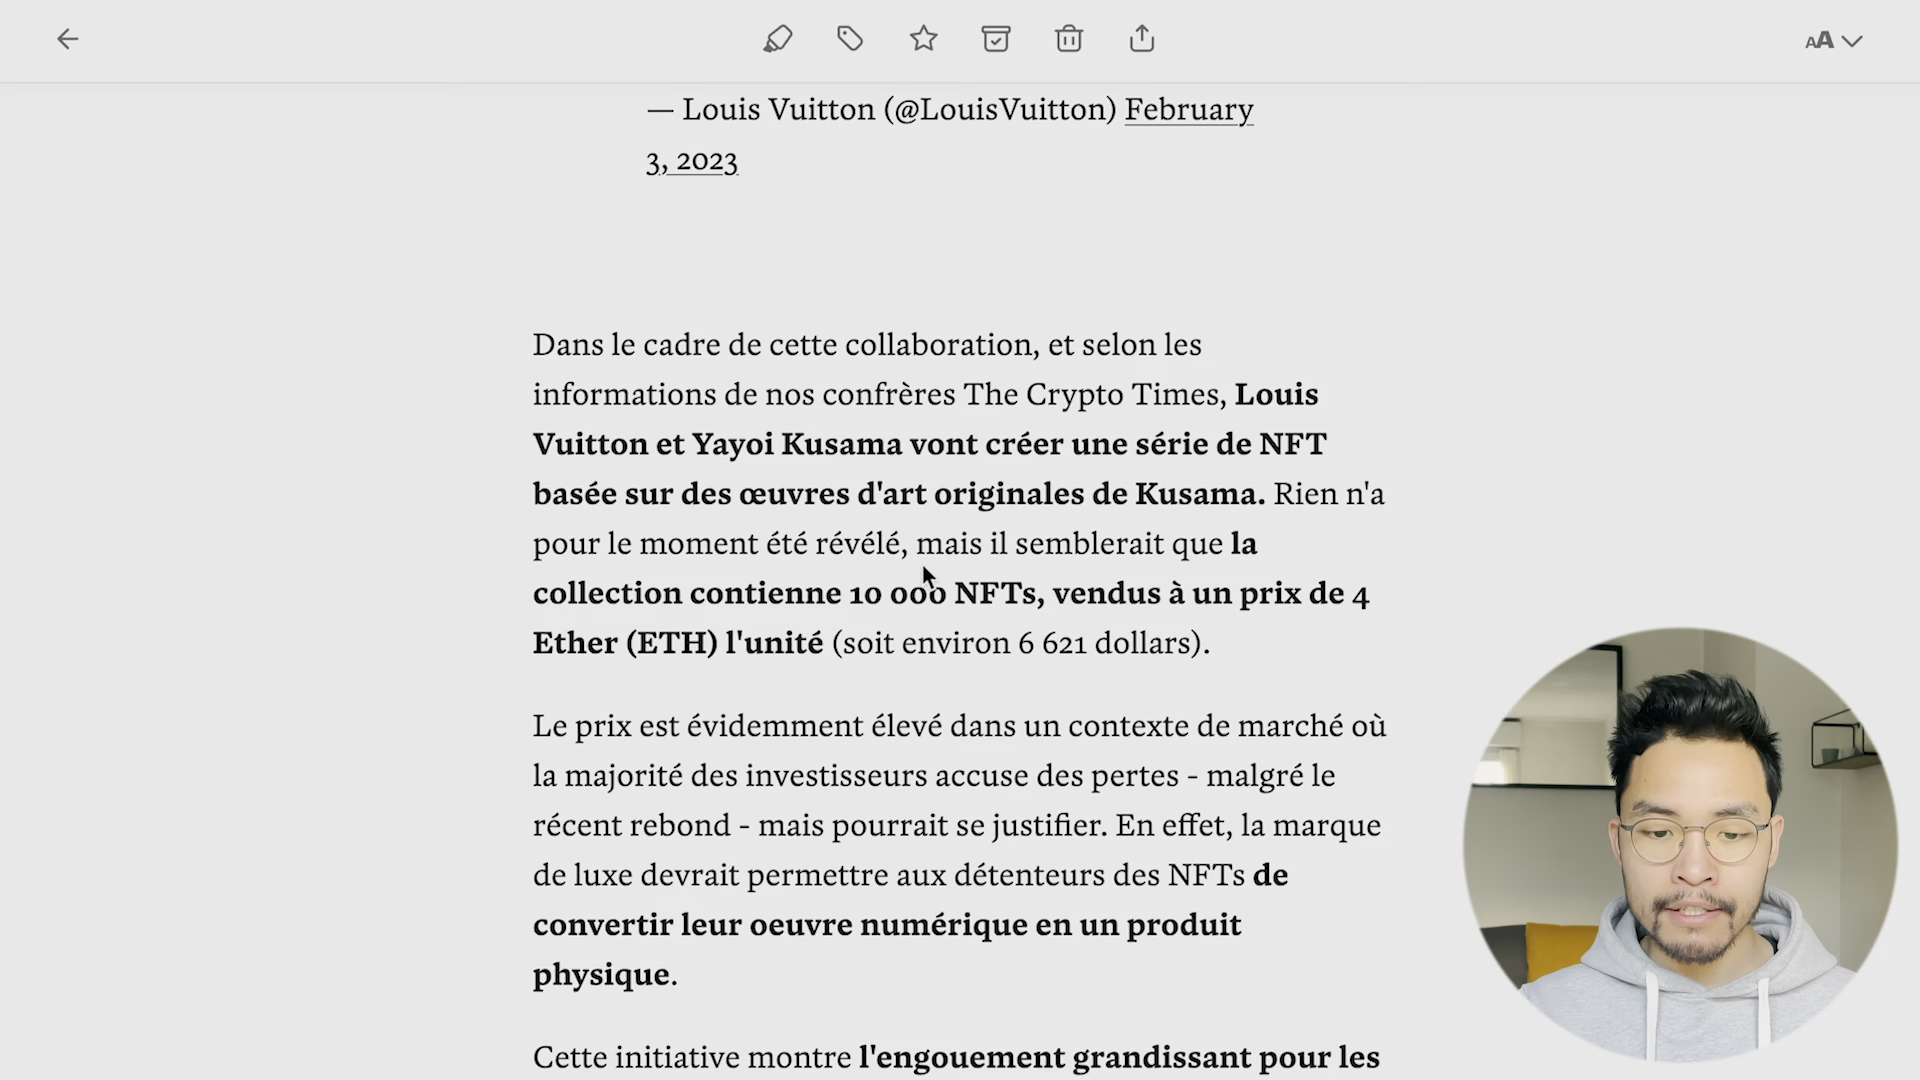 AA
— Louis Vuitton (@LouisVuitton) February
3, 2023
Dans le cadre de cette collaboration, et selon les
informations de nos confrères The Crypto Times, Louis
Vuitton et Yayoi Kusama vont créer une série de NFT
basée sur des œuvres d'art originales de Kusama. Rien n'a
pour le moment été révélé, mais il semblerait que la
collection contienne 10 000 NFTs, vendus à un prix de 4
Ether (ETH) l'unité (soit environ 6 621 dollars).
Le prix est évidemment élevé dans un contexte de marché où
la majorité des investisseurs accuse des pertes - malgré le
récent rebond - mais pourrait se justifier. En effet, la marque
de luxe devrait permettre aux détenteurs des NFTs de
convertir leur oeuvre numérique en un produit
physique.
Cette initiative montre l'engouement grandissant pour les